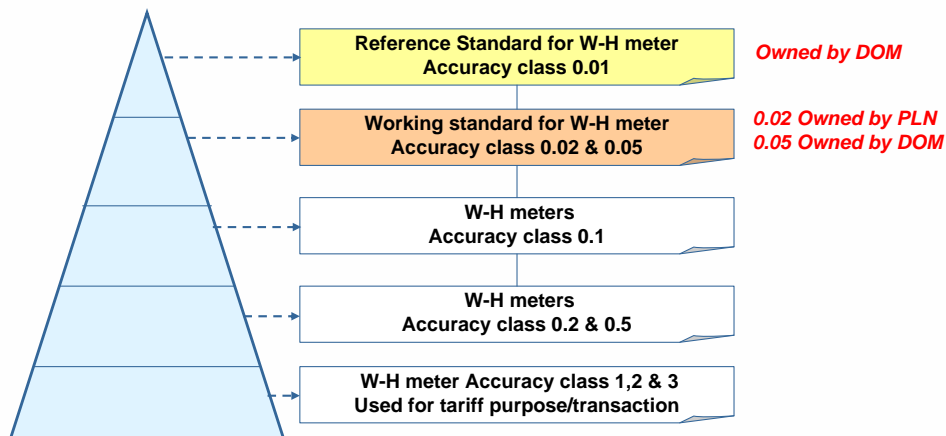 Reference Standard for W-H meter
Accuracy class 0.01
Owned by DOM
Working standard for W-H meter
Accuracy class 0.02 & 0.05
0.02 Owned by PLN
0.05 Owned by DOM
W-H meters
Accuracy class 0.1
W-H meters
Accuracy class 0.2 & 0.5
W-H meter Accuracy class 1,2 & 3
Used for tariff purpose/transaction